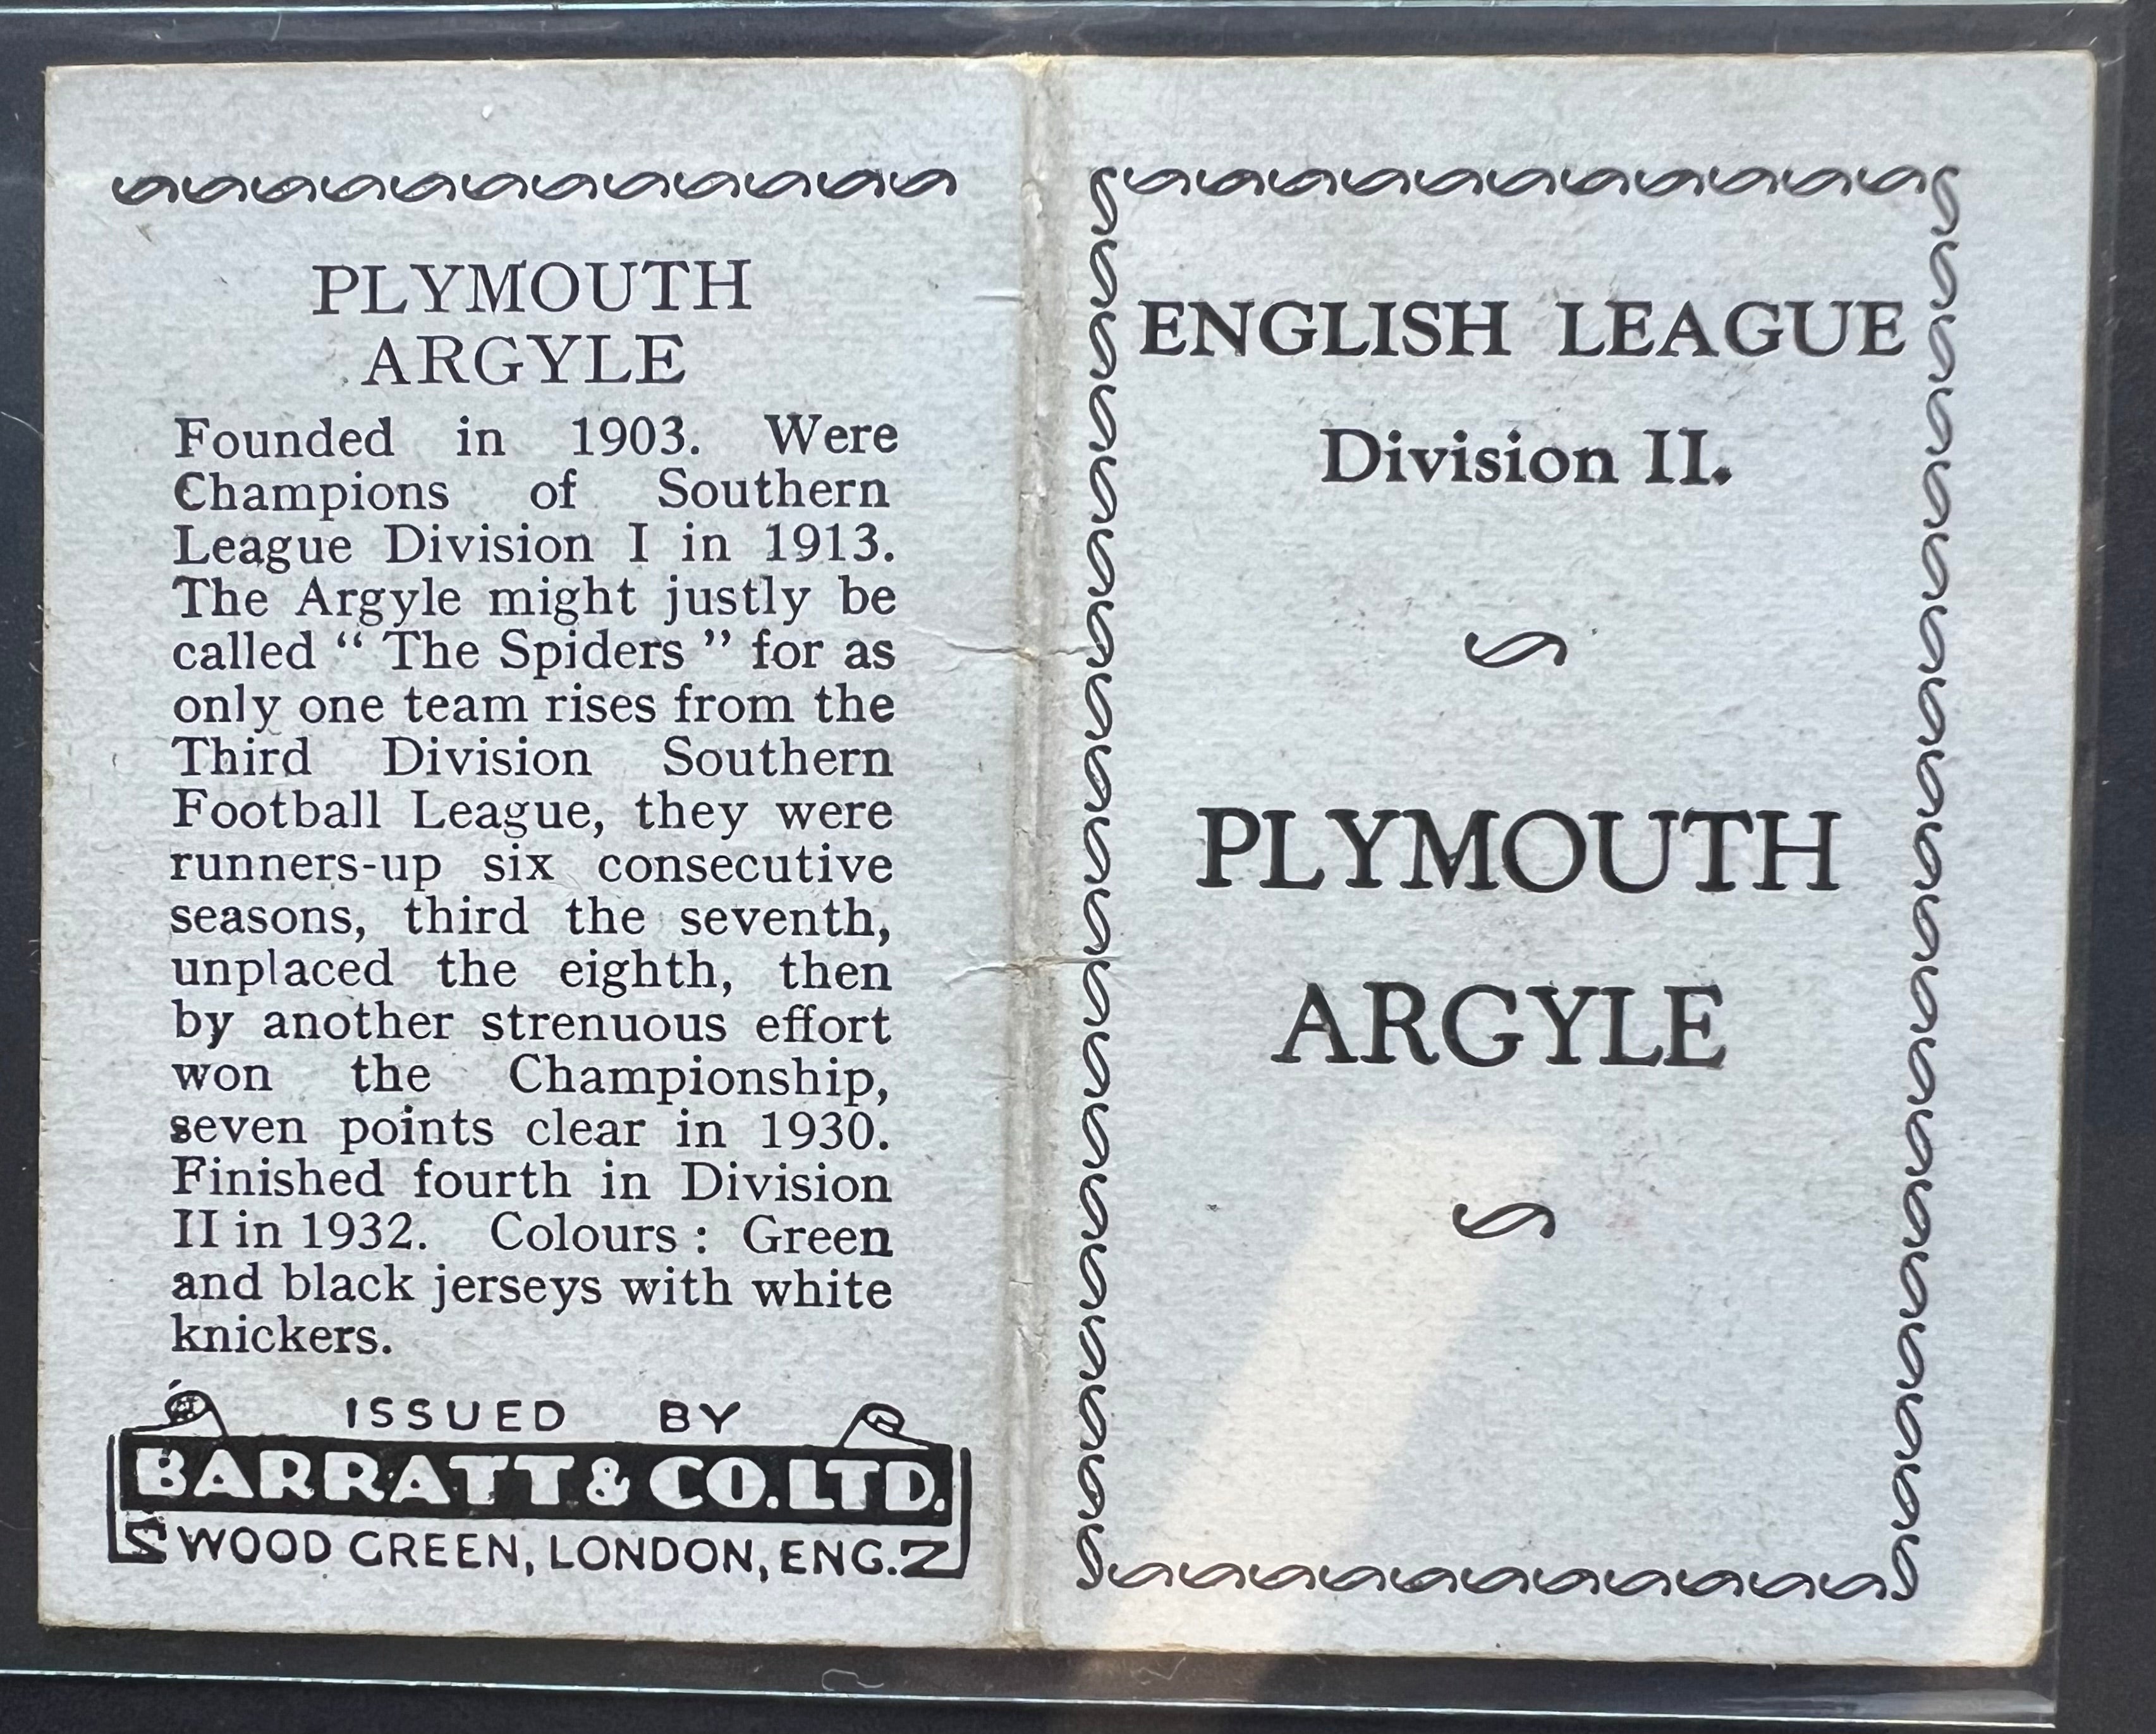 PLYMOUTH
ARGYLE
Founded in 1903. Were
Champions of Southern
League Division I in 1913.
The Argyle might justly be
called “ The Spiders ” for as
only one team rises from the
Third Division Southern
Football League, they were
runners-up six consecutive
seasons, third the seventh,
unplaced the eighth, then
by another strenuous effort
won the Championship,
seven points clear in 1930.
Finished fourth in Division
II in 1932. Colours : Green
and black jerseys with white
knickers.
ISSUED BY
BARRATT & CO. LTD.
WOOD GREEN, LONDON, ENG.
ENGLISH LEAGUE
Division II.
PLYMOUTH
ARGYLE